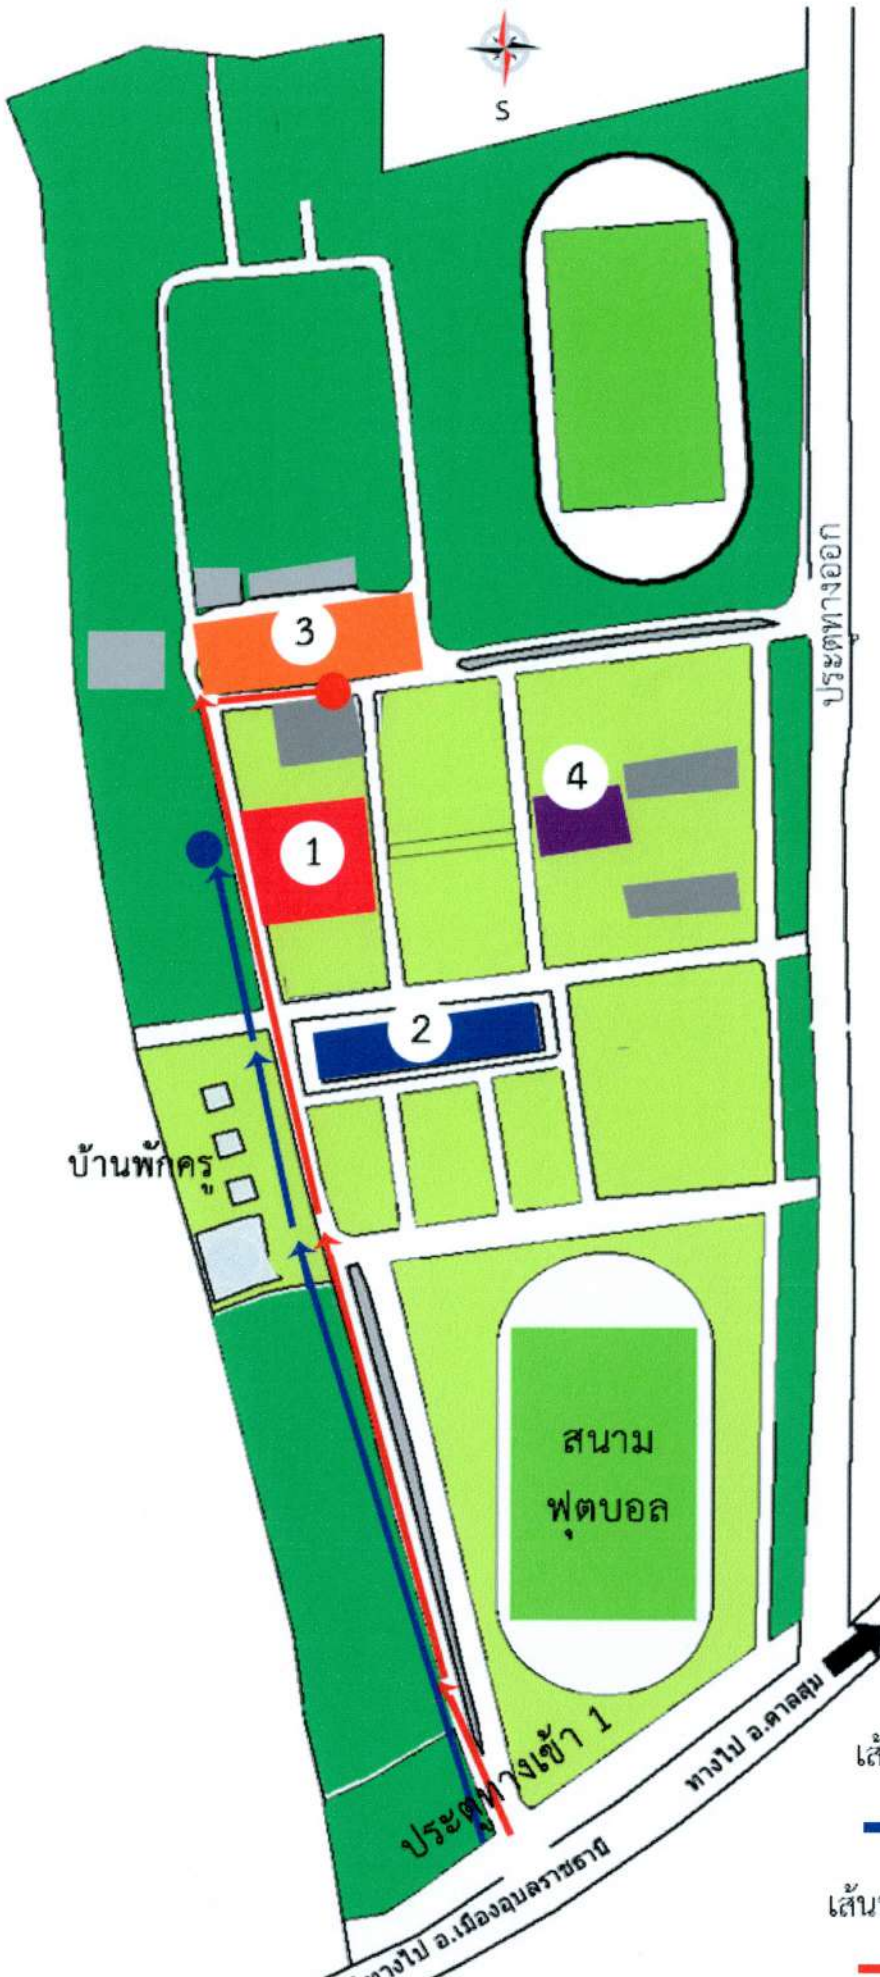 S
ประตูทางออก
3
4
1
2
บ้านพักครู
สนาม
ฟุตบอล
ประตูทางเข้า 1
ทางไป อ.ตาลสุม
ทางไป อ.เมืองอุบลราชธานี